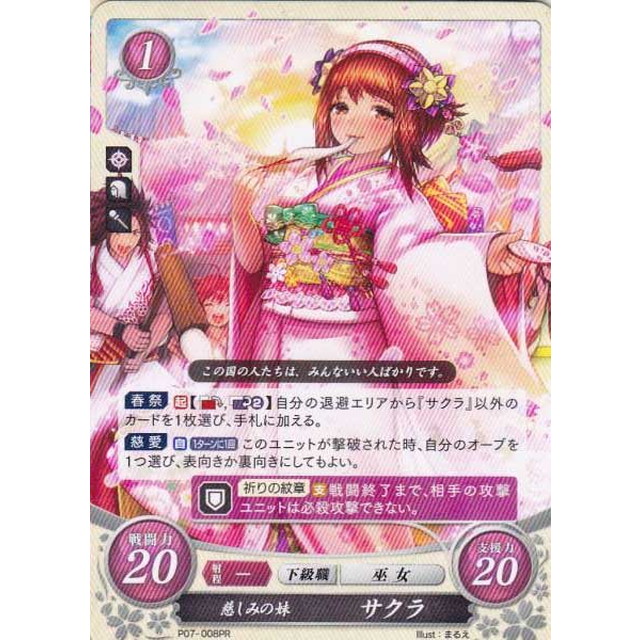 1
この国の人たちは、みんないい人ばかりです。
春祭 起【、2】自分の退避エリアから『サクラ』以外の
カードを1枚選び、手札に加える。
慈愛 自 1ターンに1回 このユニットが撃破された時、自分のオーブを
1つ選び、表向きか裏向きにしてもよい。
祈りの紋章 支 戦闘終了まで、相手の攻撃
ユニットは必殺攻撃できない。
戦闘力
20
射程 ― 下級職 巫女
支援力
20
慈しみの妹 サクラ
P07-008PR
Illust:まるえ